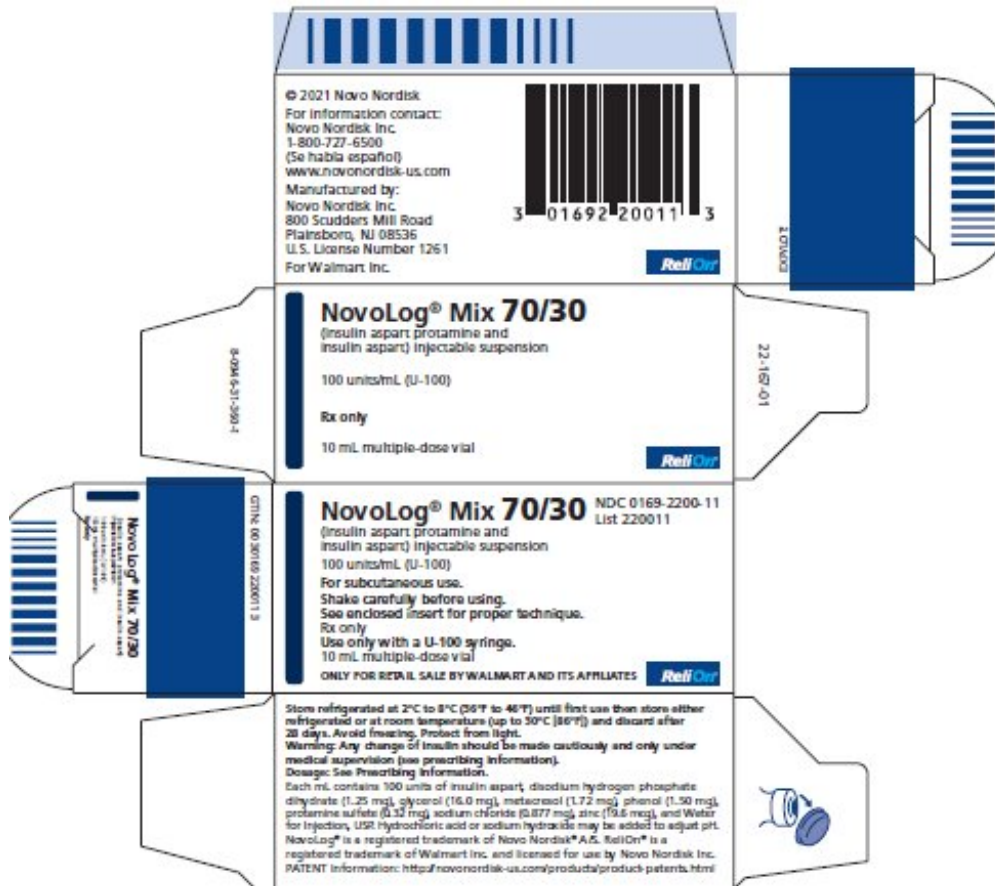 © 2021 Novo Nordisk
For information contact:
Novo Nordisk Inc.
1-800-727-6500
(Se habla español)
www.novonordisk-us.com
Manufactured by:
Novo Nordisk Inc.
800 Scudders Mill Road
Plainsboro, NJ 08536
U.S. License Number 1261
For Walmart Inc.
3 01692 20011 3
ReliOn®
NovoLog® Mix 70/30
(insulin aspart protamine and
insulin aspart) injectable suspension
100 units/mL (U-100)
Rx only
10 mL multiple-dose vial
ReliOn®
22-167-01
NovoLog® Mix 70/30
GTIN: 00 30169 220011 3
NovoLog® Mix 70/30
NDC 0169-2200-11
List 220011
(insulin aspart protamine and
insulin aspart) injectable suspension
100 units/mL (U-100)
For subcutaneous use.
Shake carefully before using.
See enclosed insert for proper technique.
Rx only
Use only with a U-100 syringe.
10 mL multiple-dose vial
ONLY FOR RETAIL SALE BY WALMART AND ITS AFFILIATES
ReliOn®
Store refrigerated at 2°C to 8°C (36°F to 46°F) until first use then store either
refrigerated or at room temperature (up to 30°C [86°F]) and discard after
28 days. Avoid freezing. Protect from light.
Warning: Any change of insulin should be made cautiously and only under
medical supervision (see prescribing information).
Dosage: See Prescribing Information.
Each mL contains 100 units of insulin aspart, disodium hydrogen phosphate
dihydrate (1.25 mg), glycerol (16.0 mg), metacresol (1.72 mg), phenol (1.50 mg),
protamine sulfate (0.32 mg), sodium chloride (0.877 mg), zinc (19.6 mcg), and Water
for Injection, USP. Hydrochloric acid or sodium hydroxide may be added to adjust pH.
NovoLog® is a registered trademark of Novo Nordisk® A/S. ReliOn® is a
registered trademark of Walmart Inc. and licensed for use by Novo Nordisk Inc.
PATENT Information: http://novonordisk-us.com/products/product-patents.html